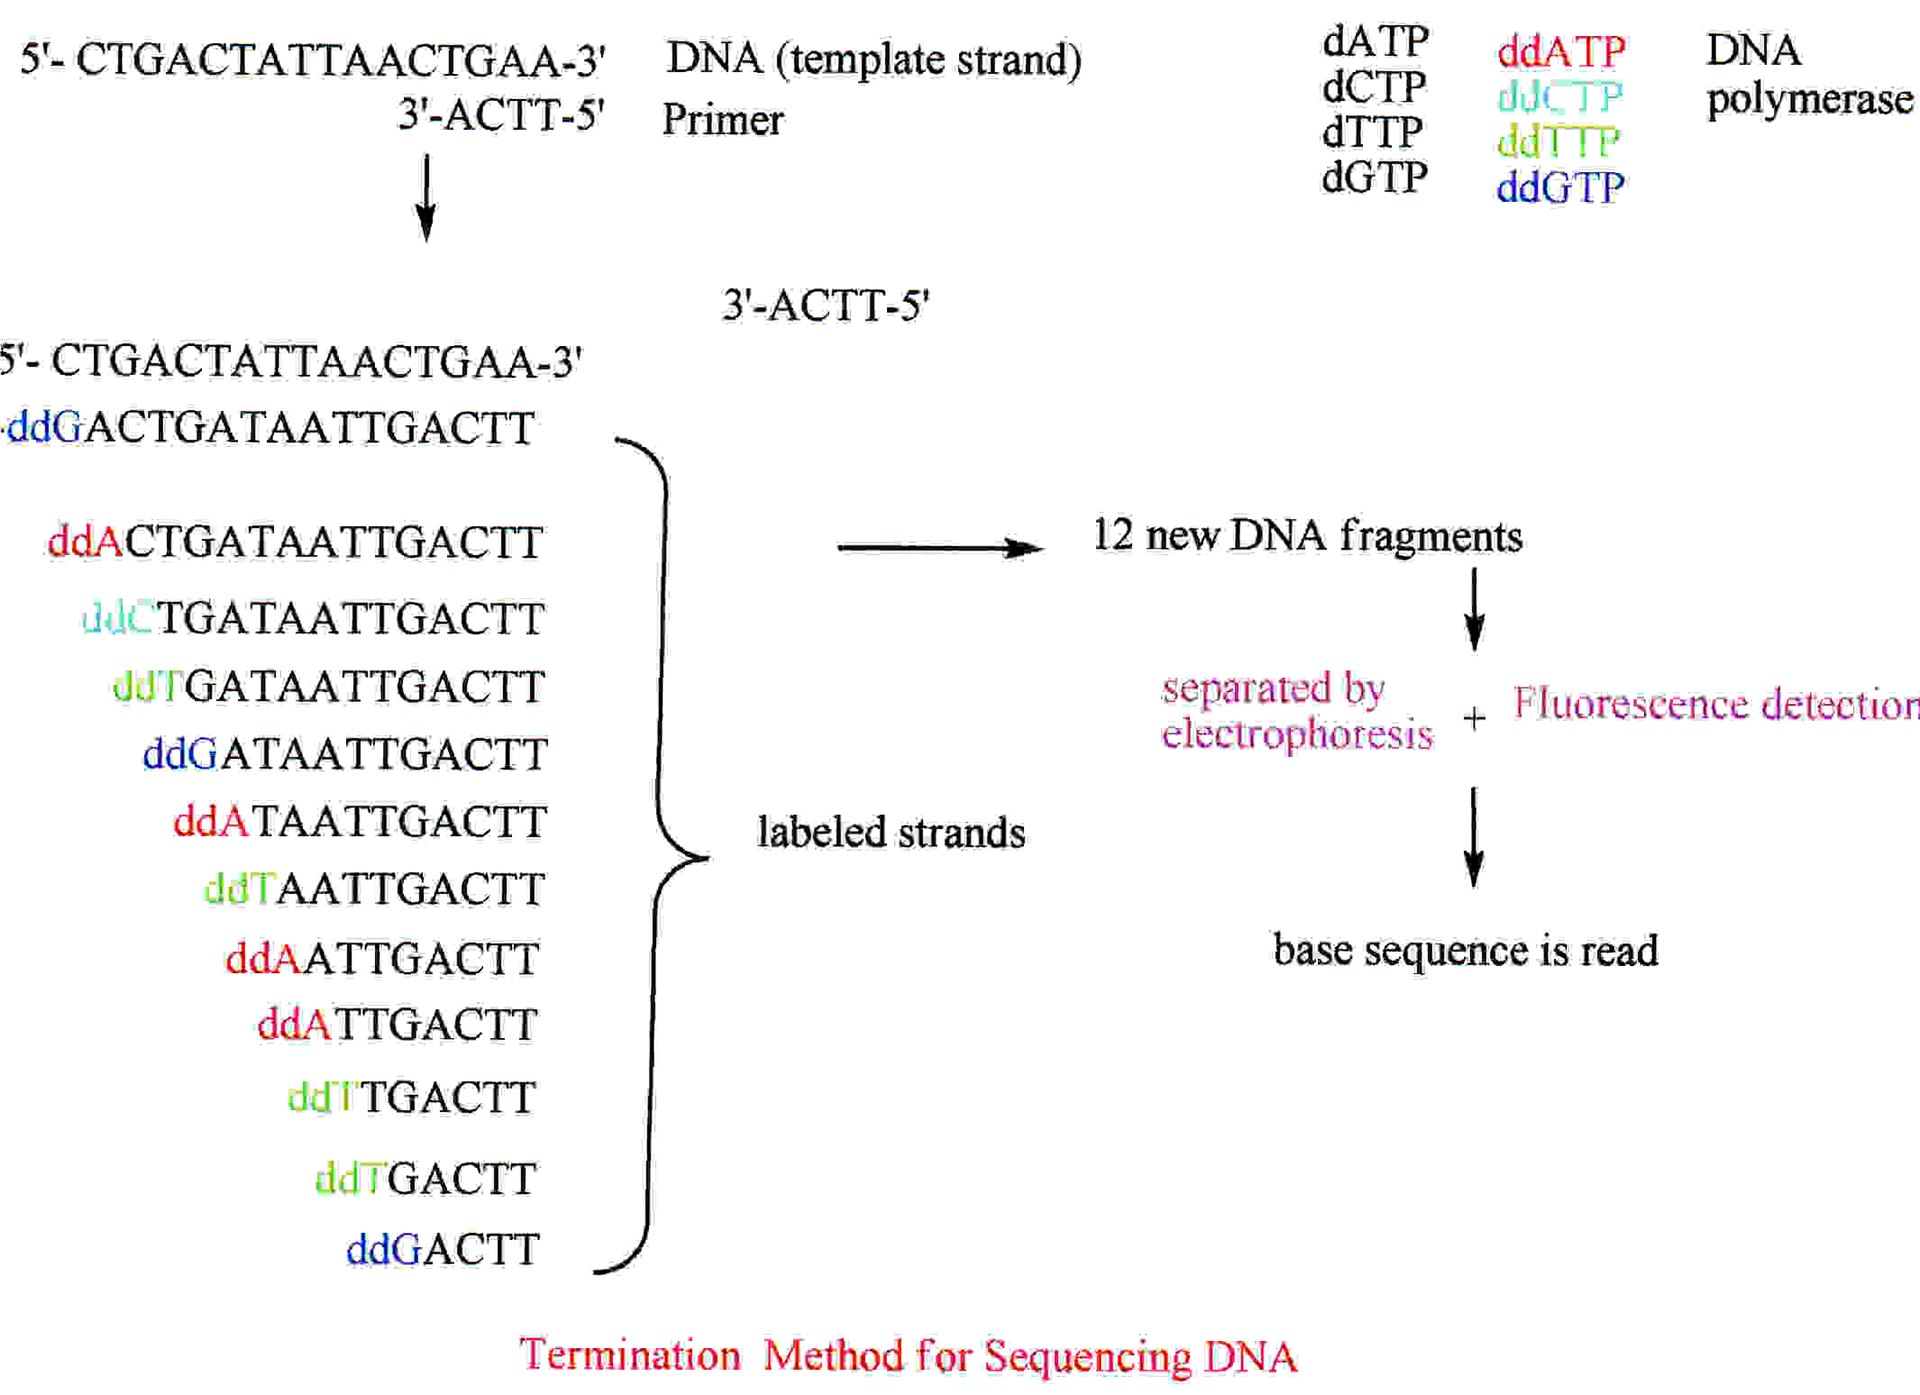 5'- CTGACTATTAACTGAA-3' DNA (template strand)
3'-ACTT-5' Primer
dATP ddATP DNA
dCTP ddCTP polymerase
dTTP ddTTP
dGTP ddGTP
3'-ACTT-5'
5'- CTGACTATTAACTGAA-3'
ddGACTGATAATTGACTT
ddACTGATAATTGACTT
ddCTGATAATTGACTT
ddTGATAATTGACTT
ddGATAATTGACTT
ddATAATTGACTT
ddTAATTGACTT
ddAATTGACTT
ddATTGACTT
ddTTGACTT
ddTGACTT
ddGACTT
labeled strands
12 new DNA fragments
separated by
electrophoresis + Fluorescence detection
base sequence is read
Termination Method for Sequencing DNA